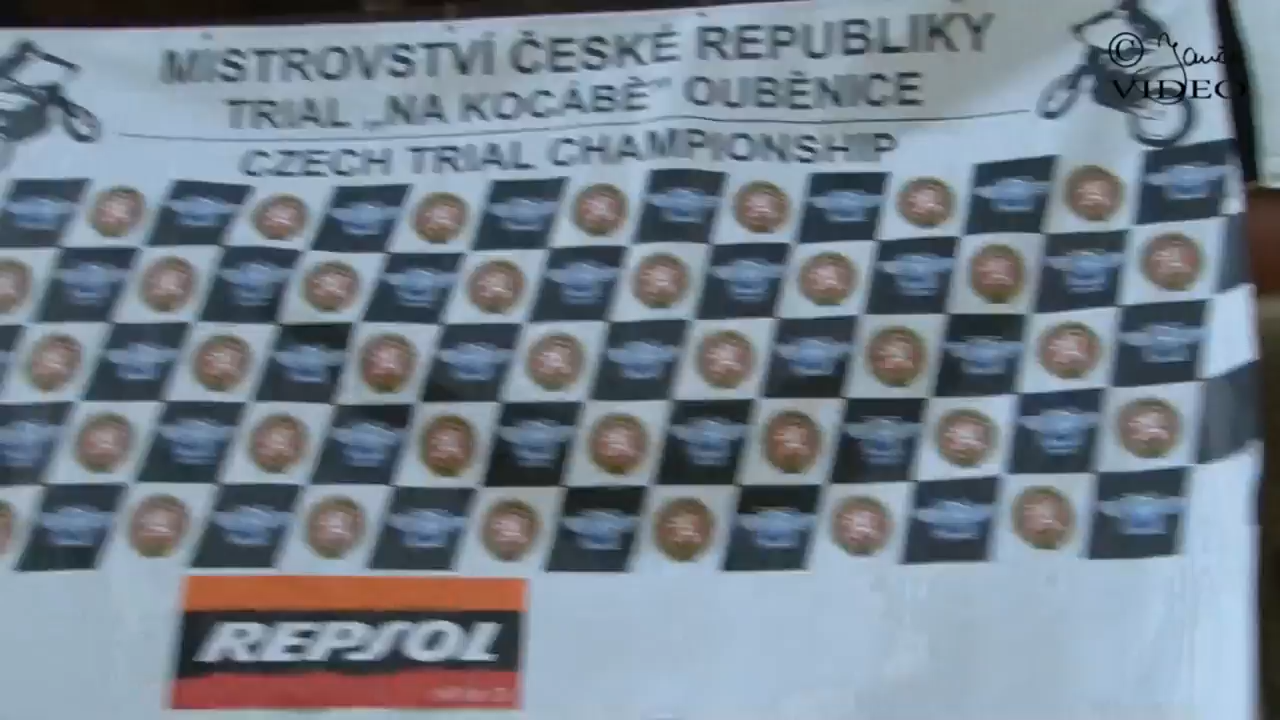 MISTROVSTVÍ ČESKÉ REPUBLIKY
TRIAL „NA KOCÁBĚ" OUBĚNICE
CZECH TRIAL CHAMPIONSHIP
REPSOL
©
VIDEO